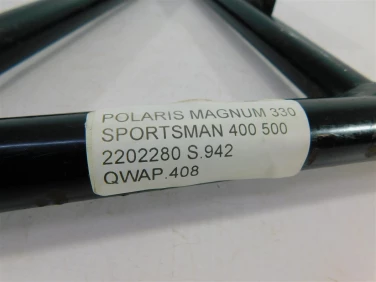 POLARIS MAGNUM 330
SPORTSMAN 400 500
2202280 S.942
QWAP.408